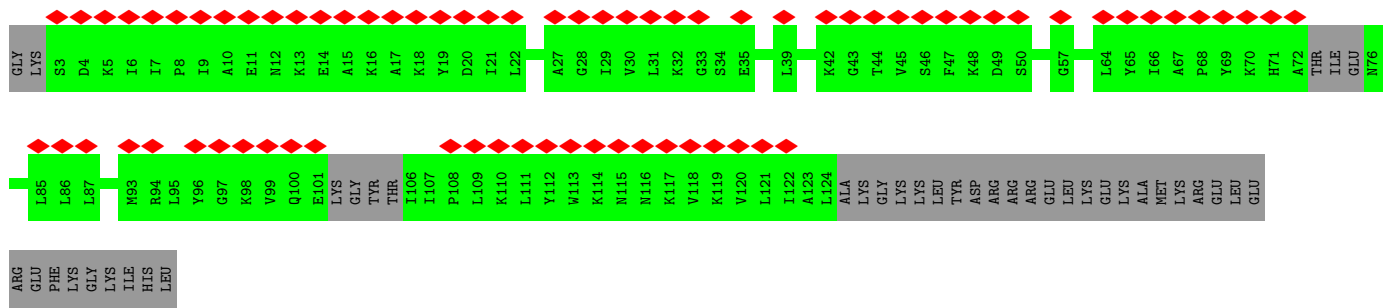 GLY LYS S3 D4 K5 I6 I7 P8 I9 A10 E11 N12 K13 E14 A15 K16 A17 K18 Y19 D20 I21 L22 A27 G28 I29 V30 L31 K32 G33 S34 E35 L39 K42 G43 T44 V45 S46 F47 K48 D49 S50 G57 L64 Y65 I66 A67 P68 Y69 K70 H71 A72 THR ILE GLU N76
L85 L86 L87 M93 R94 L95 Y96 G97 K98 V99 Q100 E101 LYS GLY TYR THR I106 I107 P108 L109 K110 L111 Y112 W113 K114 N115 N116 K117 V118 K119 V120 L121 I122 A123 L124 ALA LYS GLY LYS LYS LEU TYR ASP ARG ARG ARG GLU LEU LYS GLU LYS ALA MET LYS ARG GLU LEU GLU
ARG GLU PHE LYS GLY LYS ILE HIS LEU